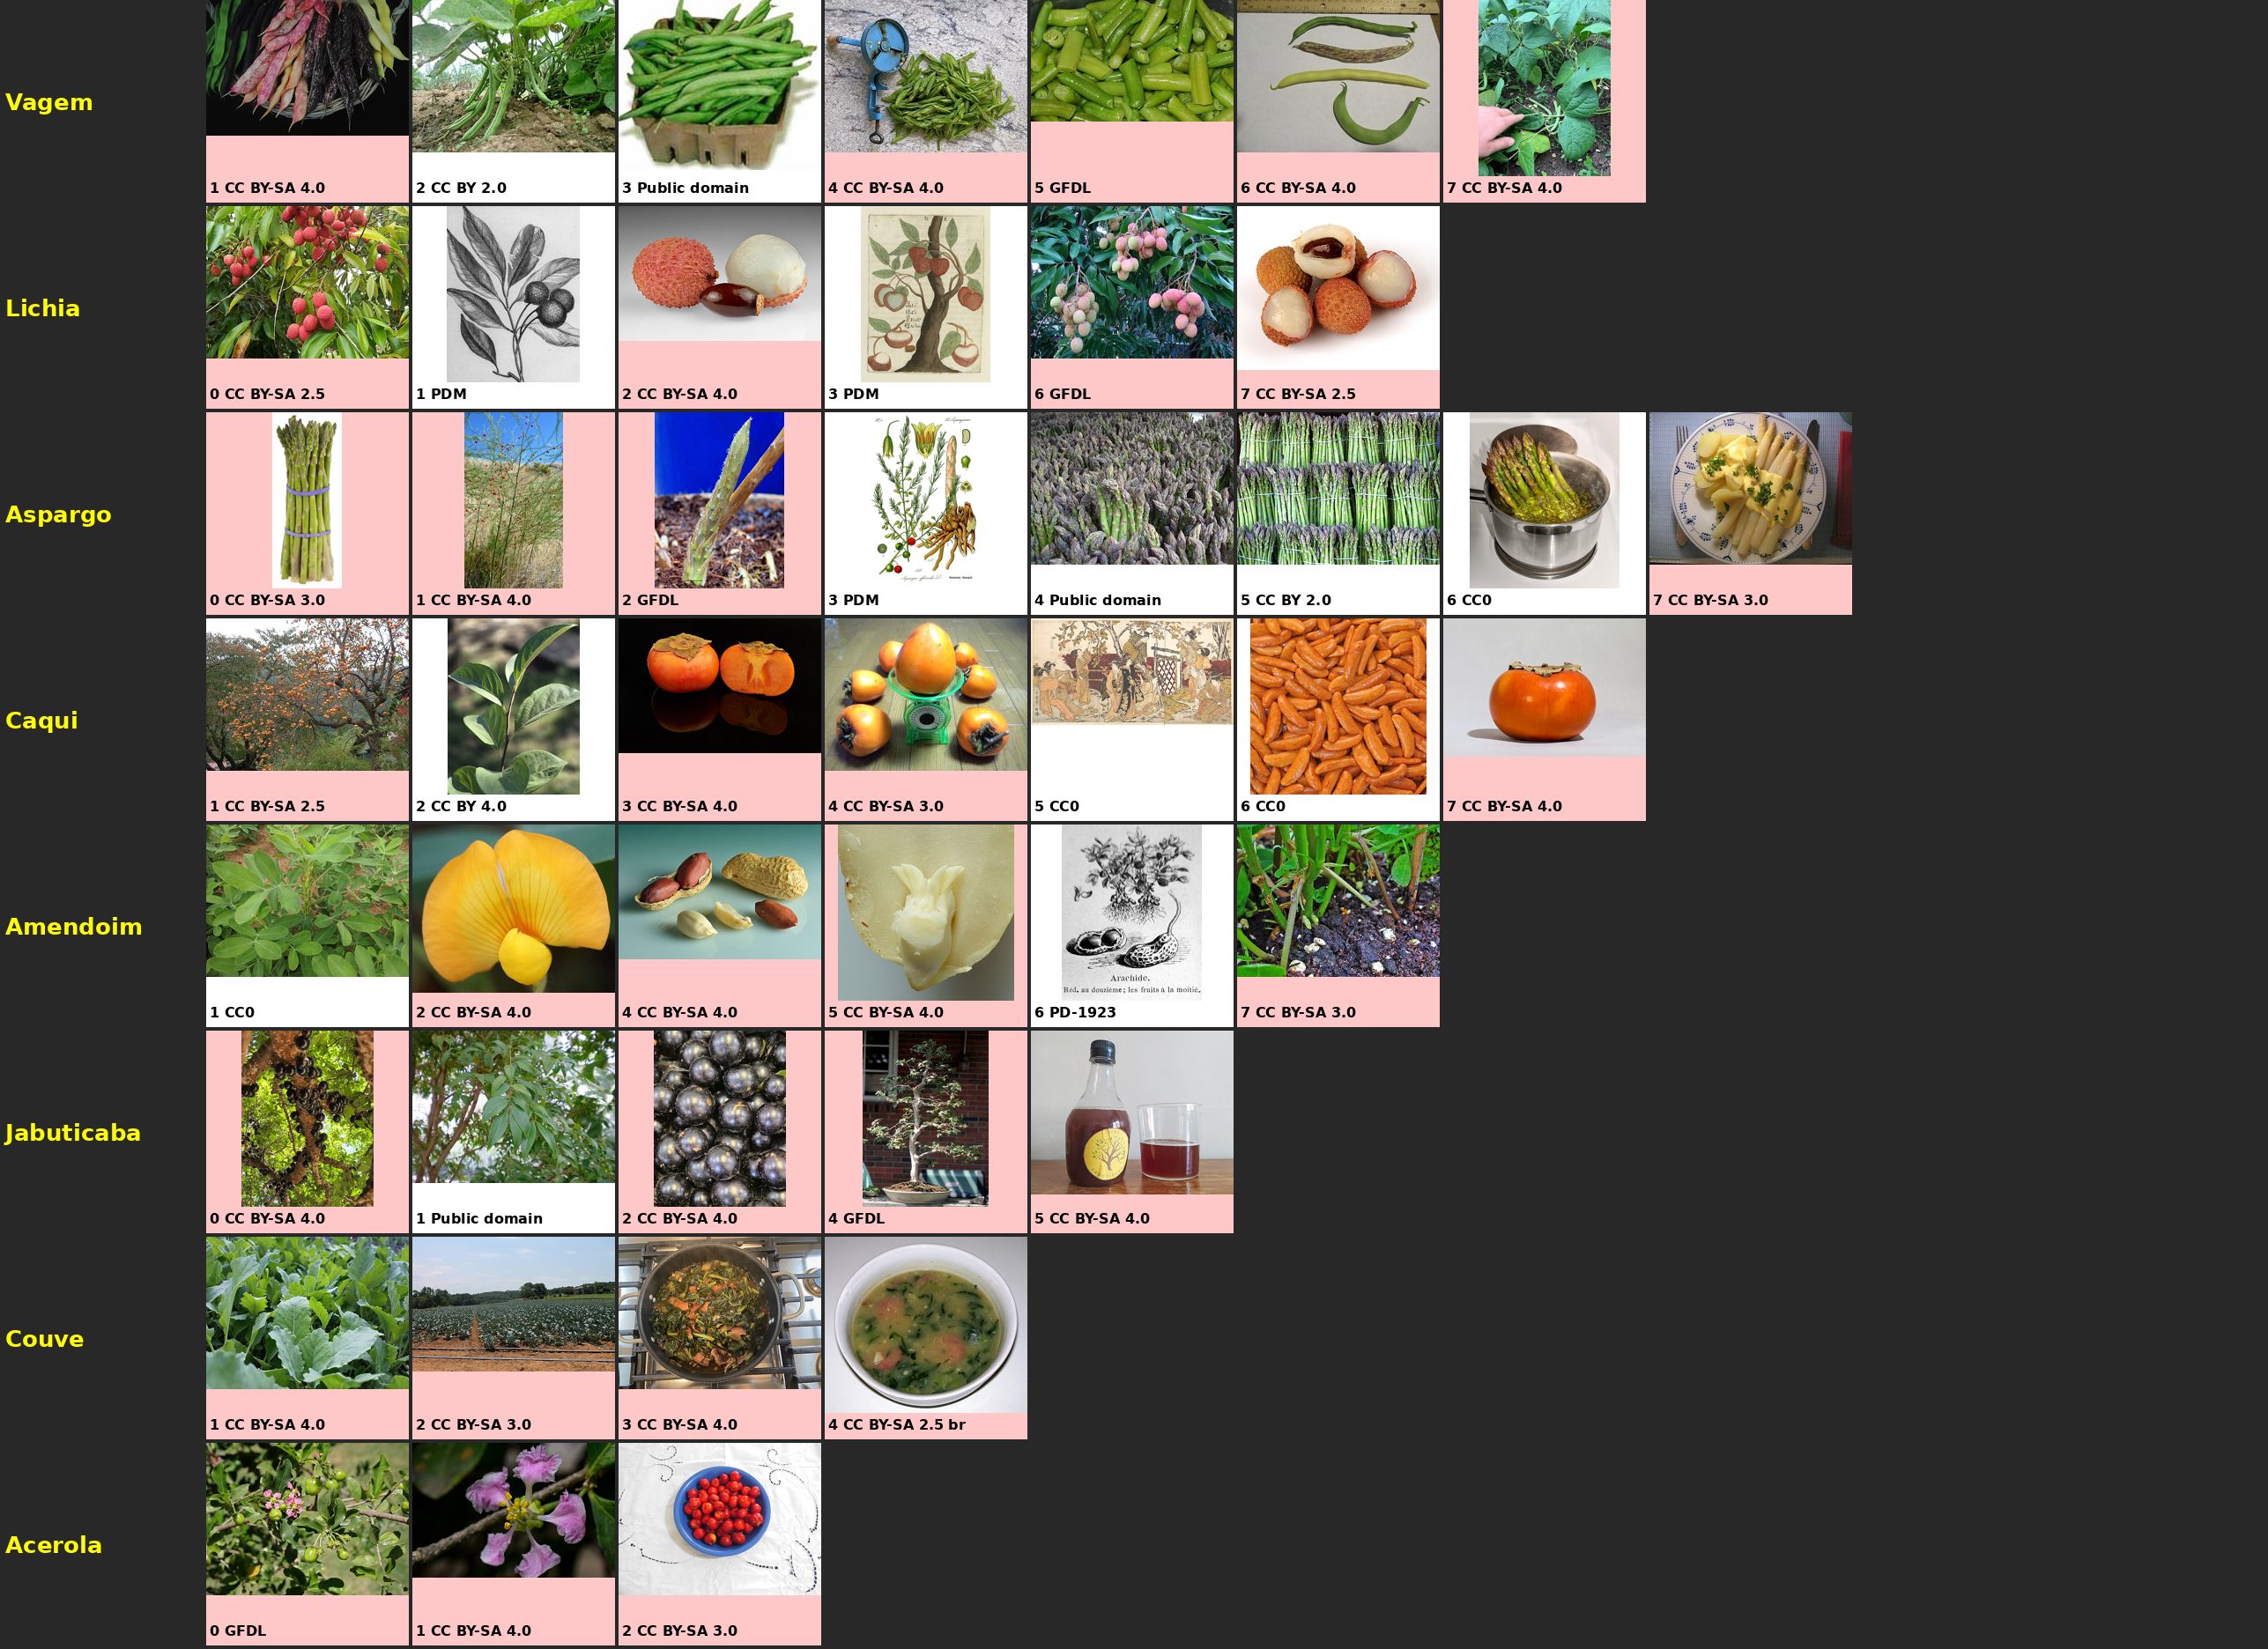 Vagem
1 CC BY-SA 4.0
2 CC BY 2.0
3 Public domain
4 CC BY-SA 4.0
5 GFDL
6 CC BY-SA 4.0
7 CC BY-SA 4.0
Lichia
0 CC BY-SA 2.5
1 PDM
2 CC BY-SA 4.0
3 PDM
6 GFDL
7 CC BY-SA 2.5
Aspargo
0 CC BY-SA 3.0
1 CC BY-SA 4.0
2 GFDL
3 PDM
4 Public domain
5 CC BY 2.0
6 CC0
7 CC BY-SA 3.0
Caqui
1 CC BY-SA 2.5
2 CC BY 4.0
3 CC BY-SA 4.0
4 CC BY-SA 3.0
5 CC0
6 CC0
7 CC BY-SA 4.0
Amendoim
1 CC0
2 CC BY-SA 4.0
4 CC BY-SA 4.0
5 CC BY-SA 4.0
Arachide.
Red. au douzième; les fruits à la moitié.
6 PD-1923
7 CC BY-SA 3.0
Jabuticaba
0 CC BY-SA 4.0
1 Public domain
2 CC BY-SA 4.0
4 GFDL
5 CC BY-SA 4.0
Couve
1 CC BY-SA 4.0
2 CC BY-SA 3.0
3 CC BY-SA 4.0
4 CC BY-SA 2.5 br
Acerola
0 GFDL
1 CC BY-SA 4.0
2 CC BY-SA 3.0